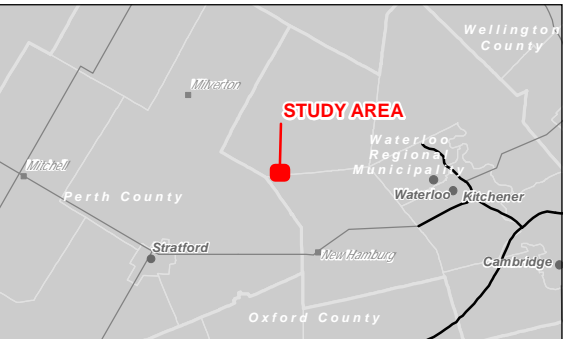 Wellington
County
Milverton
STUDY AREA
Waterloo
Regional
Municipality
Mitchell
Perth County
Waterloo
Kitchener
Stratford
New Hamburg
Cambridge
Oxford County